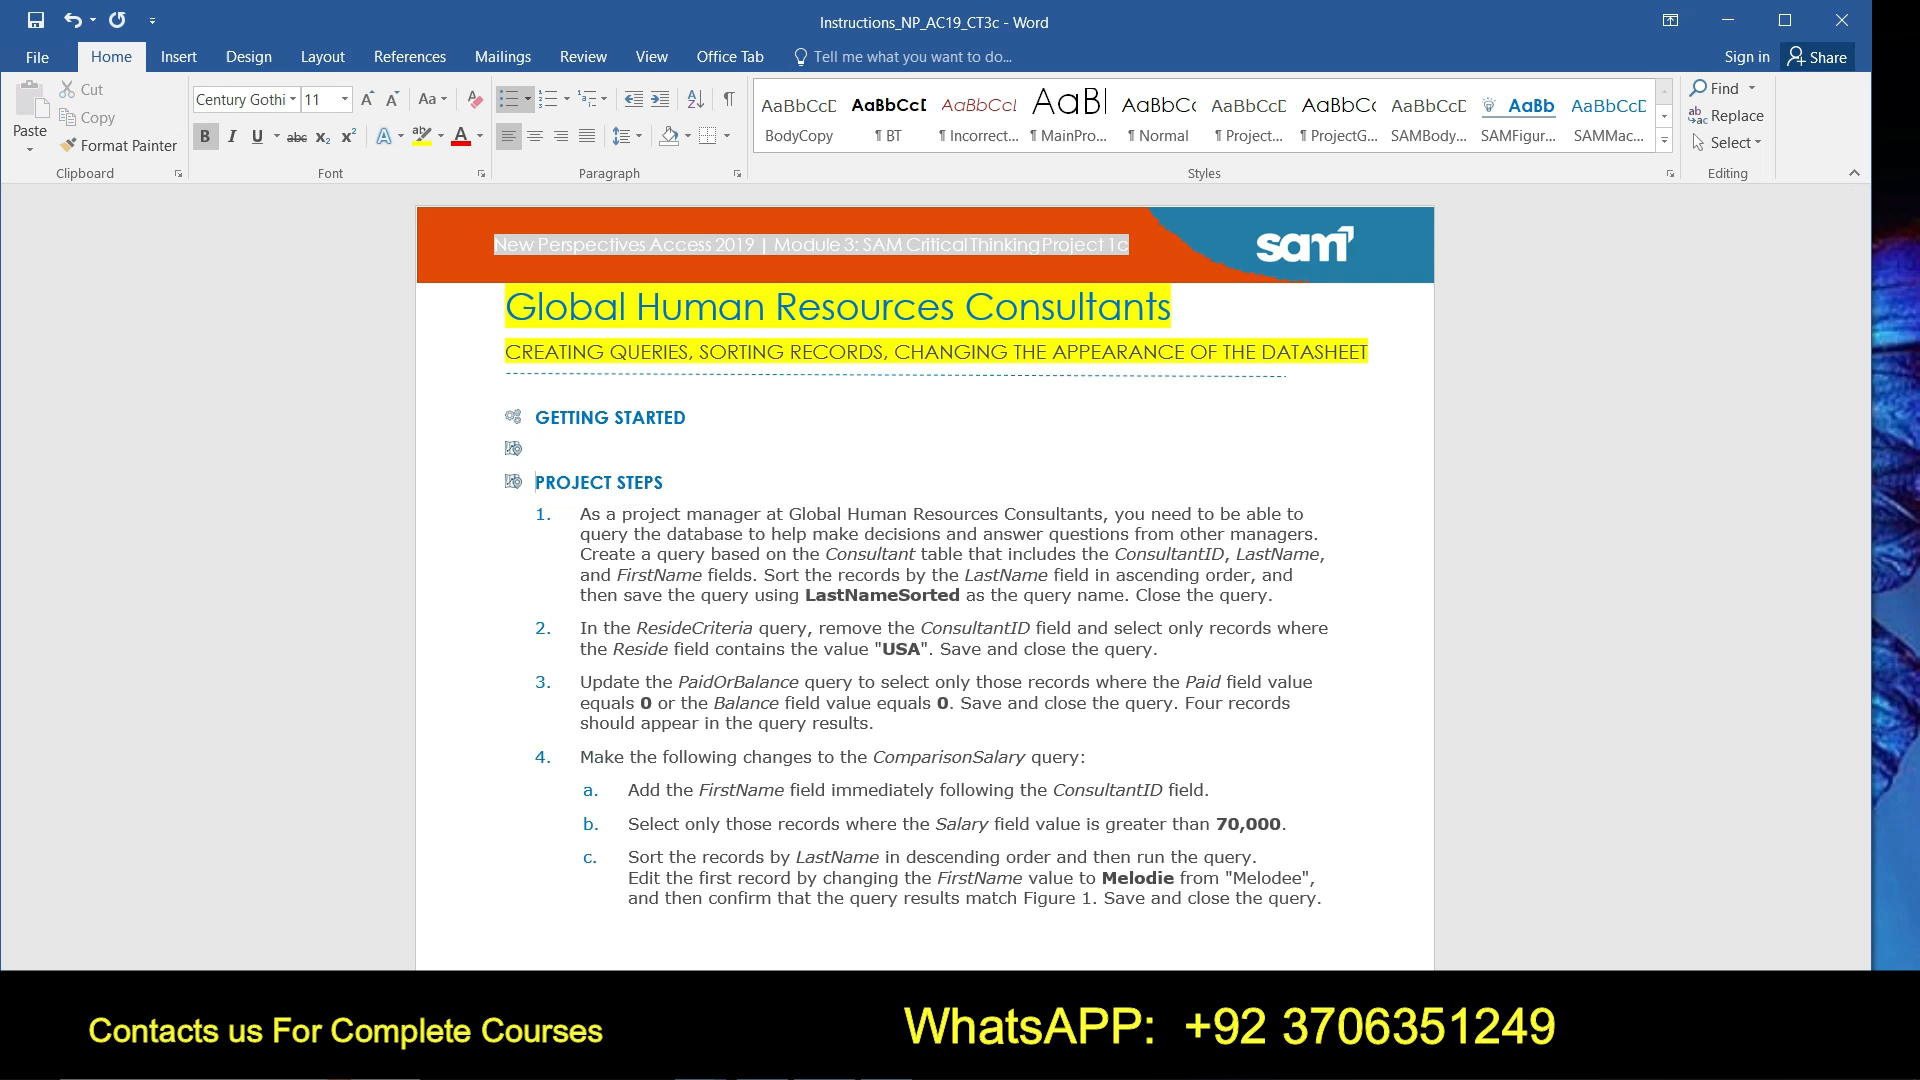 Instructions_NP_AC19_CT3c - Word
File Home Insert Design Layout References Mailings Review View Office Tab Tell me what you want to do... Sign in Share
Paste
Cut
Copy
Format Painter
Clipboard
Century Gothi 11 Aa
B I U abc X₂ X² A ab A
Font
Paragraph
AaBbCcD AaBbCcD AaBbCcI AaBl AaBbCc AaBbCcD AaBbCc AaBbCcD AaBb AaBbCcD
BodyCopy ¶ BT ¶ Incorrect... ¶ MainPro... ¶ Normal ¶ Project... ¶ ProjectG... SAMBody... SAMFigur... SAMMac...
Styles
Find
Replace
Select
Editing
New Perspectives Access 2019 | Module 3: SAM Critical Thinking Project 1c
sam
Global Human Resources Consultants
CREATING QUERIES, SORTING RECORDS, CHANGING THE APPEARANCE OF THE DATASHEET
GETTING STARTED
PROJECT STEPS
1. As a project manager at Global Human Resources Consultants, you need to be able to
query the database to help make decisions and answer questions from other managers.
Create a query based on the Consultant table that includes the ConsultantID, LastName,
and FirstName fields. Sort the records by the LastName field in ascending order, and
then save the query using LastNameSorted as the query name. Close the query.
2. In the ResideCriteria query, remove the ConsultantID field and select only records where
the Reside field contains the value "USA". Save and close the query.
3. Update the PaidOrBalance query to select only those records where the Paid field value
equals 0 or the Balance field value equals 0. Save and close the query. Four records
should appear in the query results.
4. Make the following changes to the ComparisonSalary query:
a. Add the FirstName field immediately following the ConsultantID field.
b. Select only those records where the Salary field value is greater than 70,000.
c. Sort the records by LastName in descending order and then run the query.
Edit the first record by changing the FirstName value to Melodie from "Melodee",
and then confirm that the query results match Figure 1. Save and close the query.
Contacts us For Complete Courses
WhatsAPP: +92 3706351249